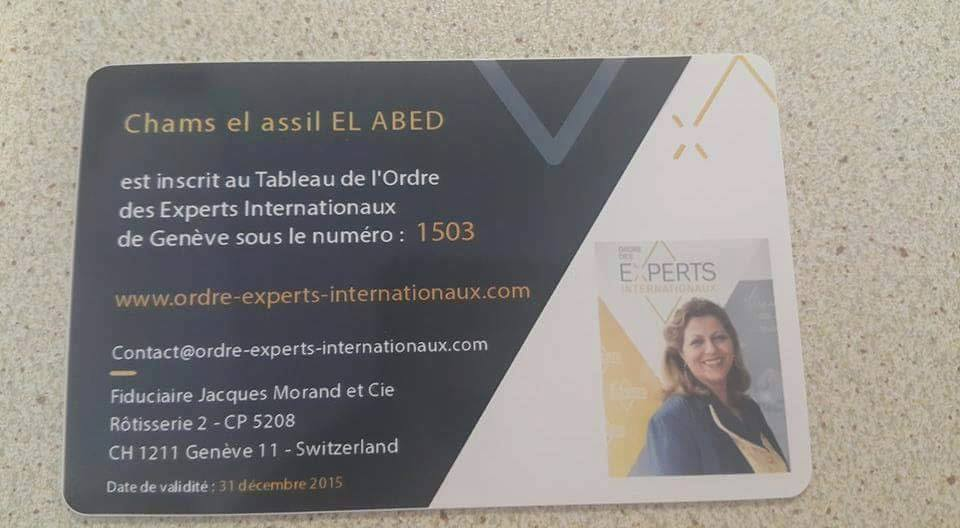 Chams el assil EL ABED
est inscrit au Tableau de l'Ordre
des Experts Internationaux
de Genève sous le numéro : 1503
www.ordre-experts-internationaux.com
Contact@ordre-experts-internationaux.com
Fiduciaire Jacques Morand et Cie
Rôtisserie 2 - CP 5208
CH 1211 Genève 11 - Switzerland
Date de validité : 31 décembre 2015
ORDRE
DES
EXPERTS
INTERNATIONAUX